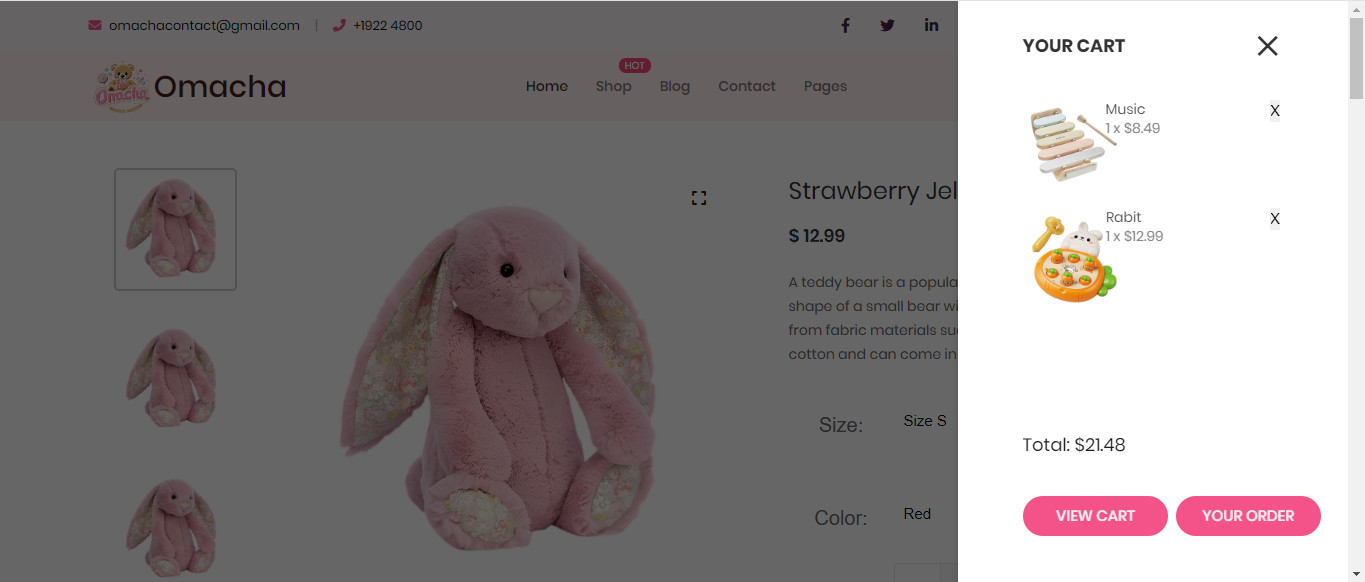 omachacontact@gmail.com | +1922 4800
Omacha
Omacha
HOT
Home Shop Blog Contact Pages
Strawberry Jel
$ 12.99
A teddy bear is a popula
shape of a small bear wi
from fabric materials suc
cotton and can come in
Size: Size S
Color: Red
YOUR CART
Music
1 x $8.49
X
Rabit
1 x $12.99
X
Total: $21.48
VIEW CART
YOUR ORDER